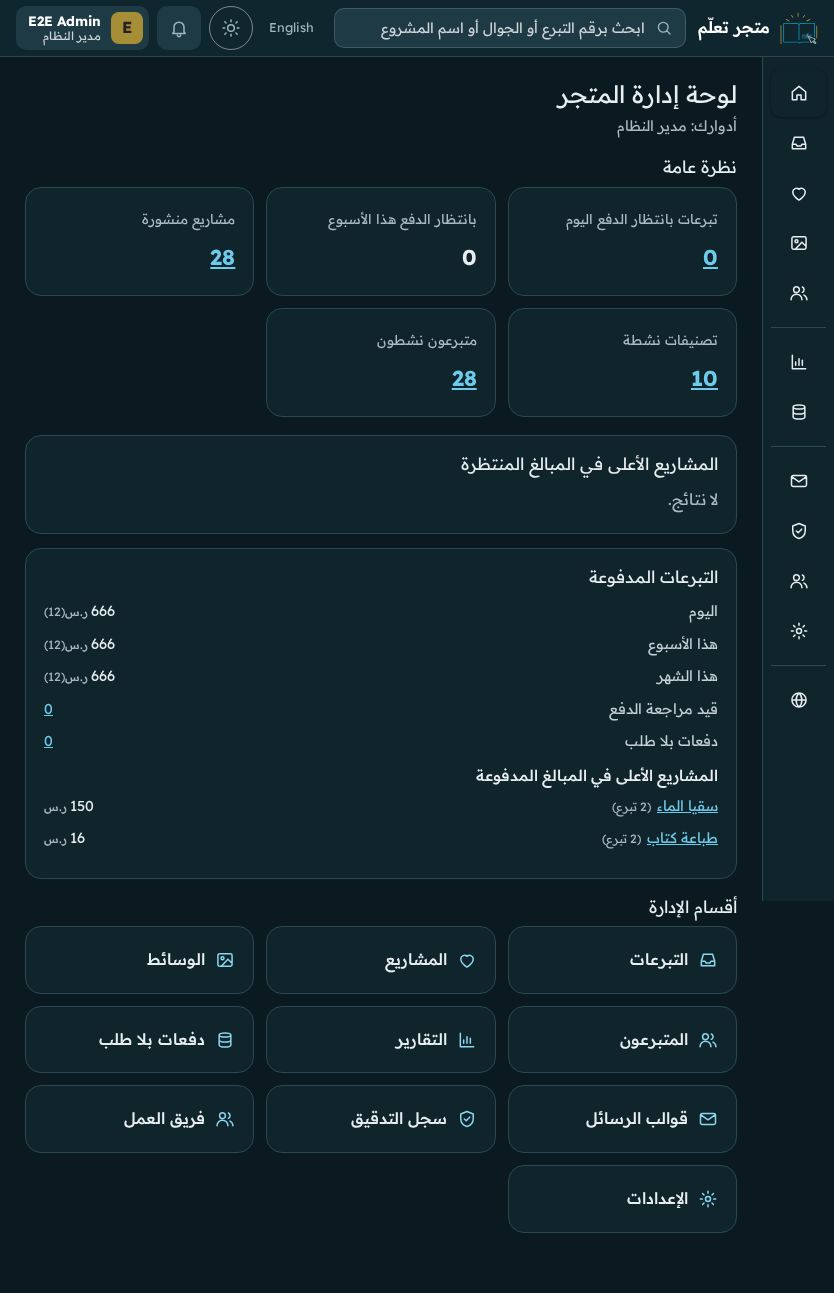 متجر تعلّم
ابحث برقم التبرع أو الجوال أو اسم المشروع
English
E2E Admin
مدير النظام
E
لوحة إدارة المتجر
أدوارك: مدير النظام
نظرة عامة
تبرعات بانتظار الدفع اليوم
0
بانتظار الدفع هذا الأسبوع
0
مشاريع منشورة
28
تصنيفات نشطة
10
متبرعون نشطون
28
المشاريع الأعلى في المبالغ المنتظرة
لا نتائج.
التبرعات المدفوعة
اليوم 666 ر.س (12)
هذا الأسبوع 666 ر.س (12)
هذا الشهر 666 ر.س (12)
قيد مراجعة الدفع 0
دفعات بلا طلب 0
المشاريع الأعلى في المبالغ المدفوعة
سقيا الماء (2 تبرع) 150 ر.س
طباعة كتاب (2 تبرع) 16 ر.س
أقسام الإدارة
التبرعات
المشاريع
الوسائط
المتبرعون
التقارير
دفعات بلا طلب
قوالب الرسائل
سجل التدقيق
فريق العمل
الإعدادات